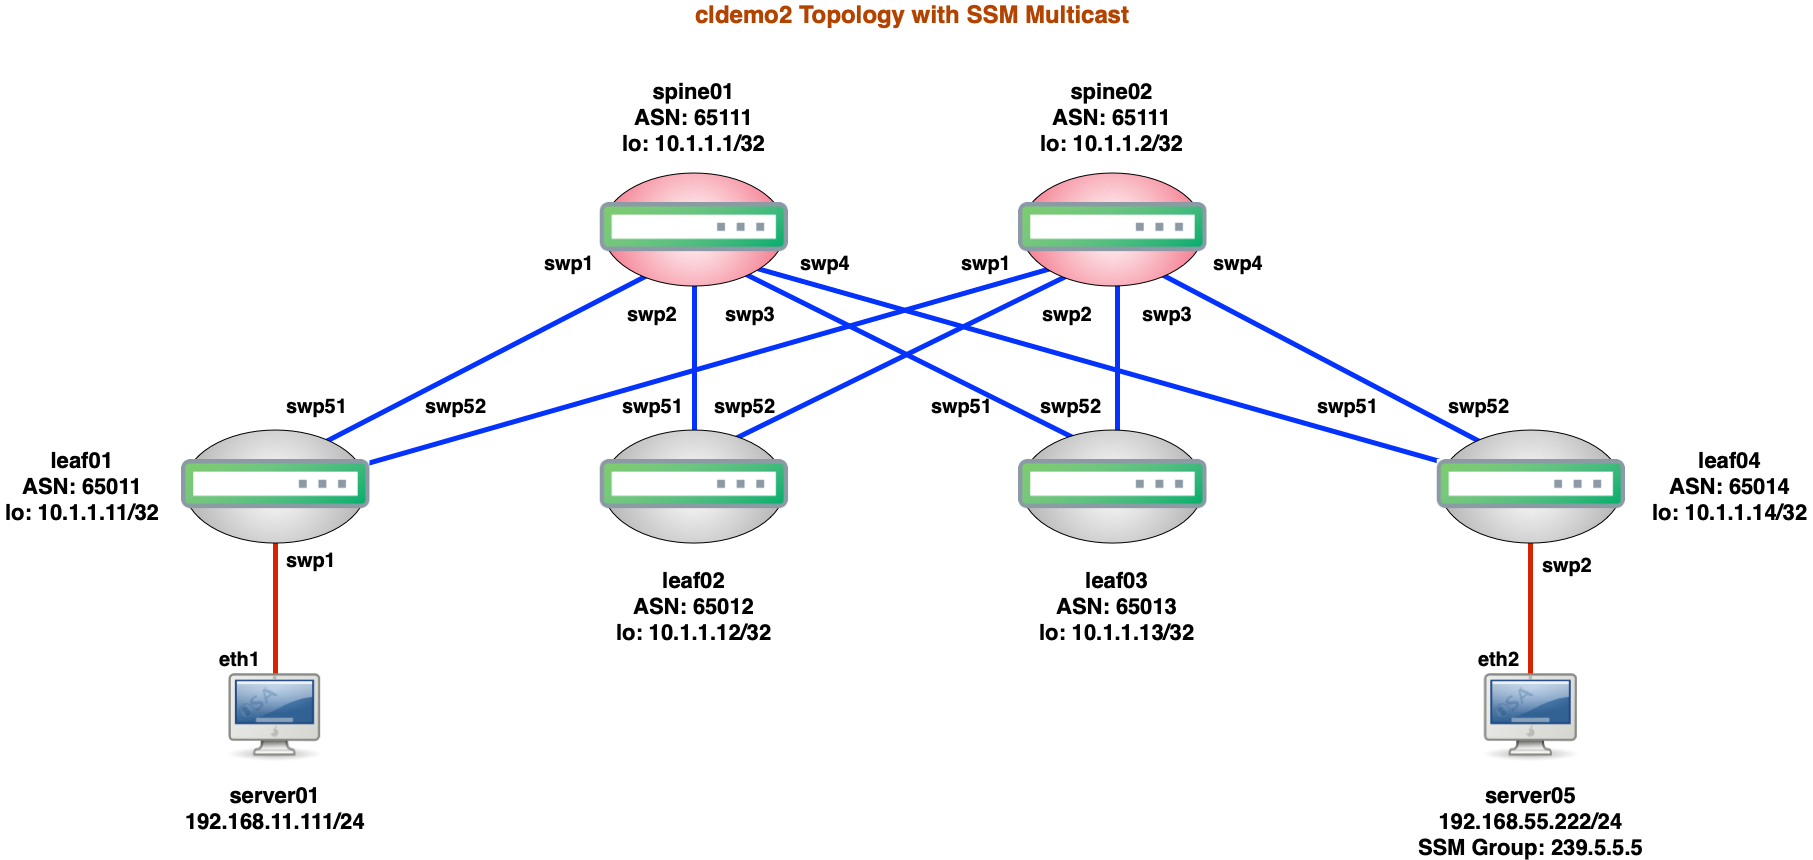 cldemo2 Topology with SSM Multicast
spine01
ASN: 65111
lo: 10.1.1.1/32
spine02
ASN: 65111
lo: 10.1.1.2/32
swp1
swp4
swp1
swp4
swp2
swp3
swp2
swp3
swp51
swp52
swp51
swp52
swp51
swp52
swp51
swp52
leaf01
ASN: 65011
lo: 10.1.1.11/32
leaf04
ASN: 65014
lo: 10.1.1.14/32
swp1
swp2
leaf02
ASN: 65012
lo: 10.1.1.12/32
leaf03
ASN: 65013
lo: 10.1.1.13/32
eth1
eth2
OSA
OSA
server01
192.168.11.111/24
server05
192.168.55.222/24
SSM Group: 239.5.5.5